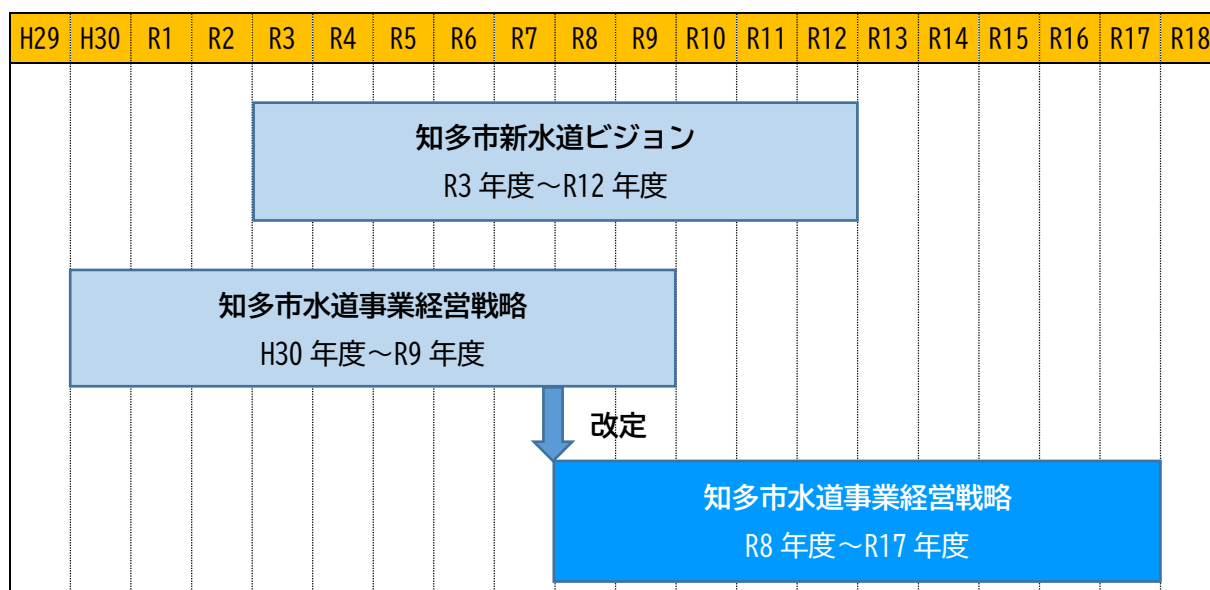 H29 H30 R1 R2 R3 R4 R5 R6 R7 R8 R9 R10 R11 R12 R13 R14 R15 R16 R17 R18
知多市新水道ビジョン
R3 年度～R12 年度
知多市水道事業経営戦略
H30 年度～R9 年度
改定
知多市水道事業経営戦略
R8 年度～R17 年度